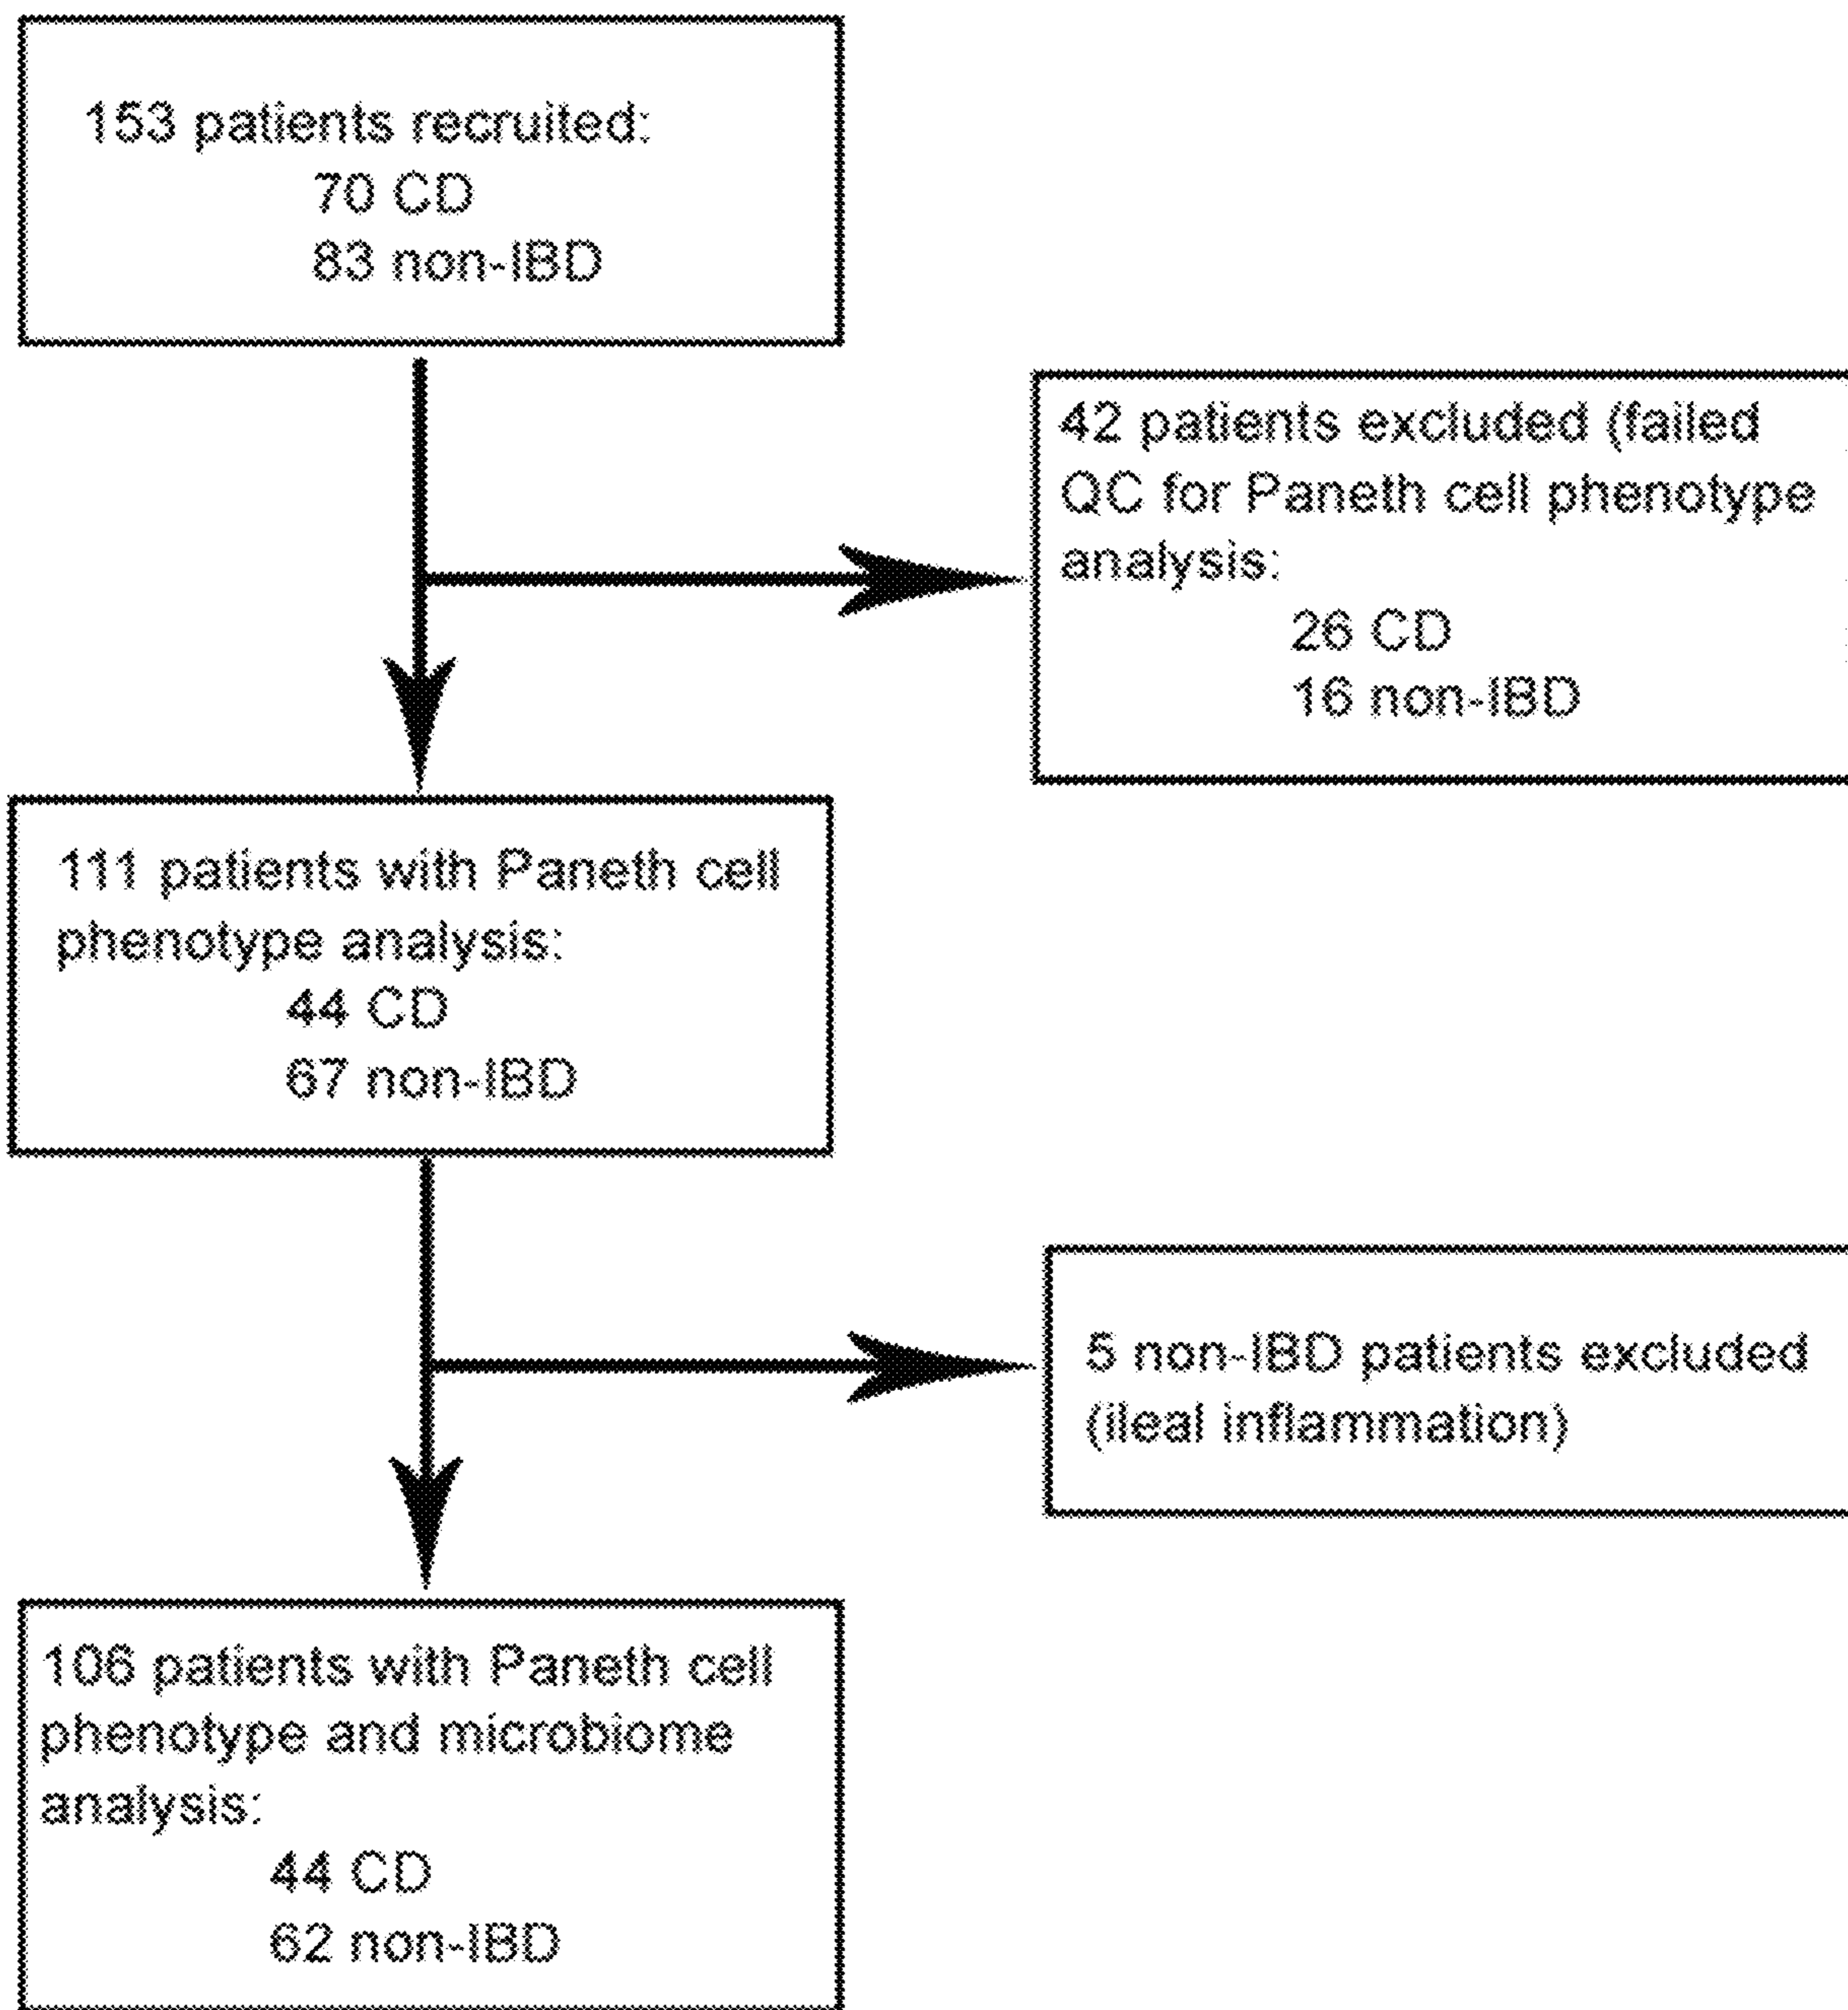 153 patients recruited:
70 CD
83 non-IBD
42 patients excluded (failed
QC for Paneth cell phenotype
analysis:
26 CD
16 non-IBD
111 patients with Paneth cell
phenotype analysis:
44 CD
67 non-IBD
5 non-IBD patients excluded
(ileal inflammation)
106 patients with Paneth cell
phenotype and microbiome
analysis:
44 CD
62 non-IBD